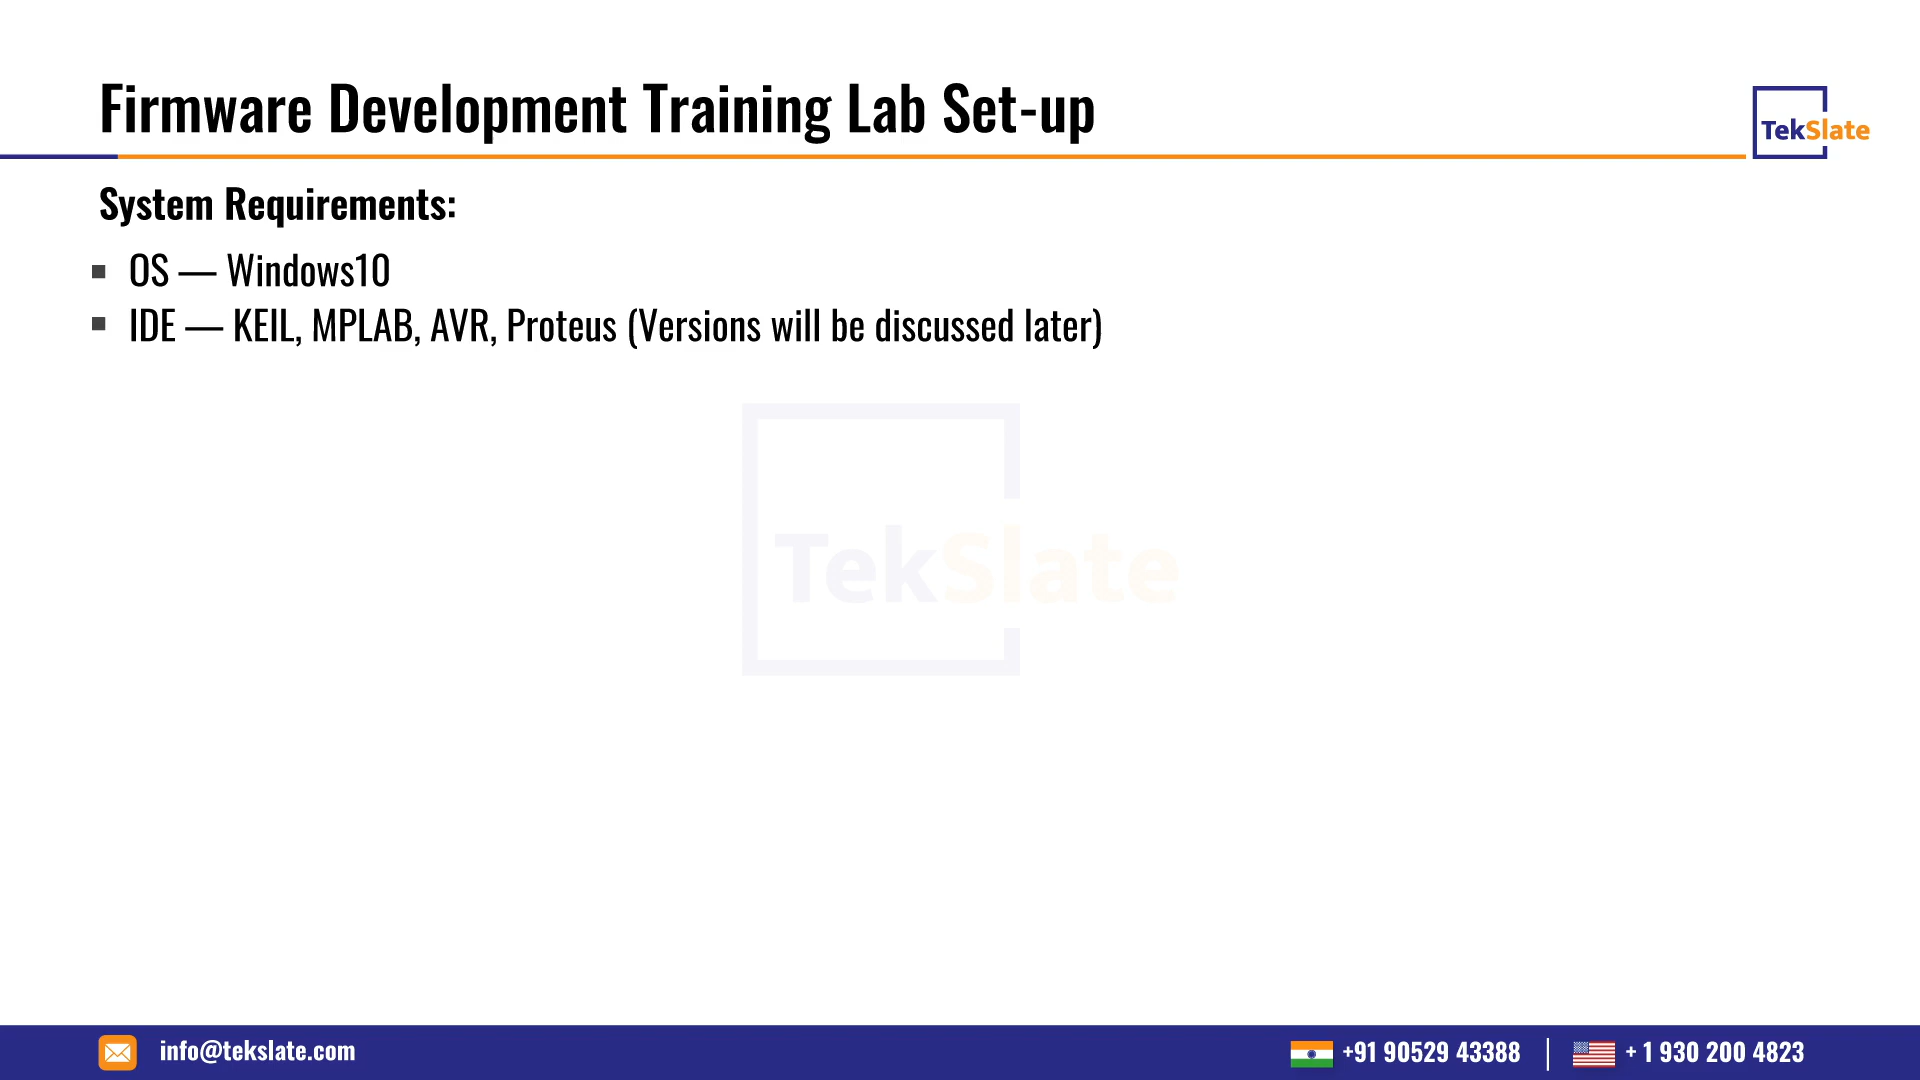 Firmware Development Training Lab Set-up
TekSlate
System Requirements:
▪ OS — Windows10
▪ IDE — KEIL, MPLAB, AVR, Proteus (Versions will be discussed later)
TekSlate
info@tekslate.com
+91 90529 43388
+ 1 930 200 4823